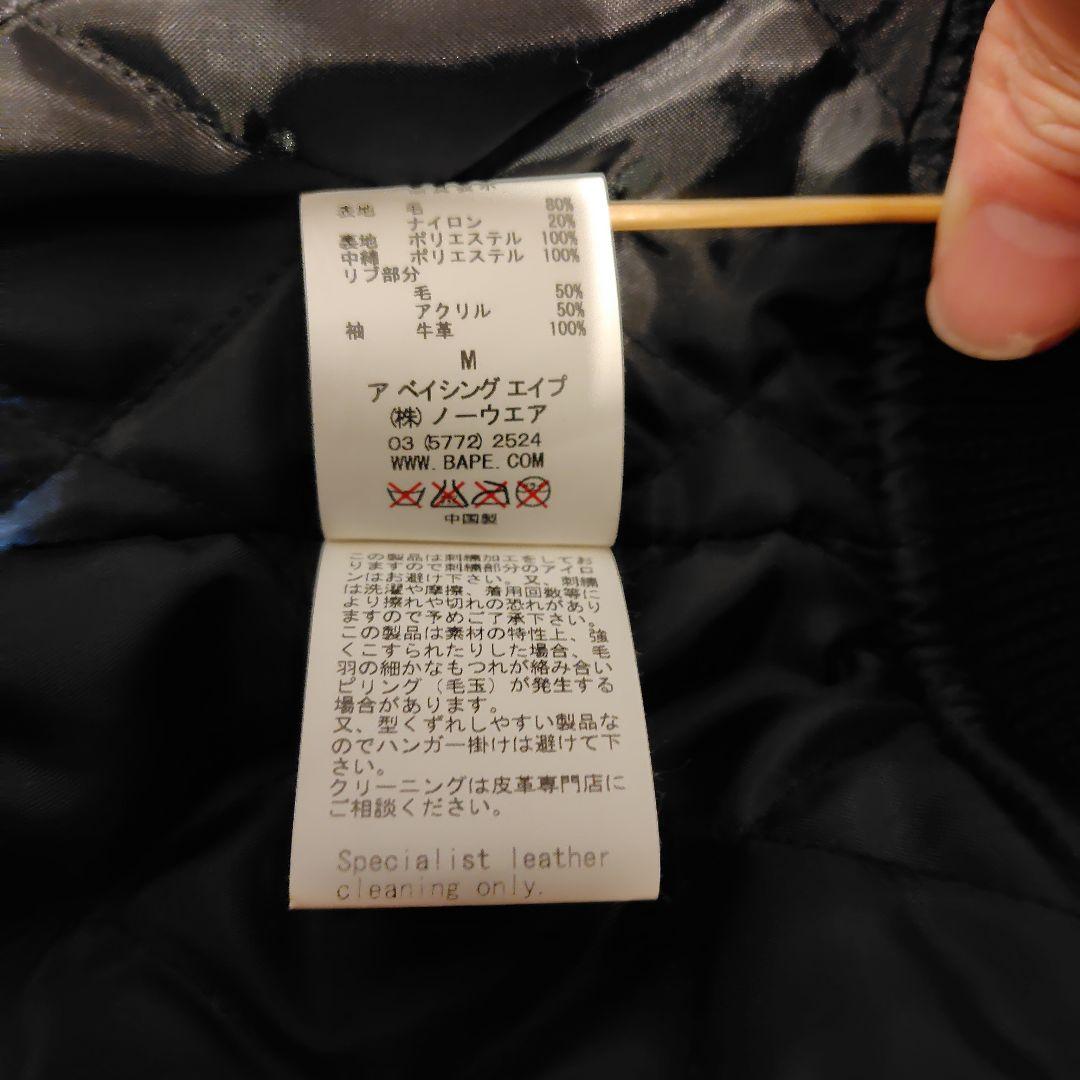 表地 毛 80%
ナイロン 20%
裏地 ポリエステル 100%
中綿 ポリエステル 100%
リブ部分
毛 50%
アクリル 50%
袖 牛革 100%
M
ア ベイシング エイプ
(株) ノーウエア
03 (5772) 2524
WWW. BAPE. COM
中国製
この製品は刺繍加工をしてお
りますので刺繍部分のアイロ
ンはお避け下さい。又、刺繍
は洗濯や摩擦、着用回数等に
より擦れや切れの恐れがあり
ますので予めご了承下さい。
この製品は素材の特性上、強
くこすられたりした場合、毛
羽の細かなもつれが絡み合い
ピリング（毛玉）が発生する
場合があります。
又、型くずれしやすい製品な
のでハンガー掛けは避けて下
さい。
クリーニングは皮革専門店に
ご相談ください。
Specialist leather
cleaning only.